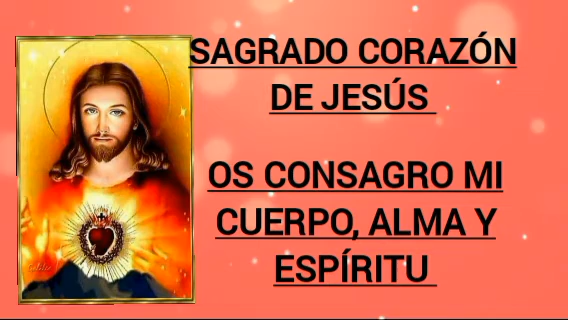 SAGRADO CORAZÓN
DE JESÚS
OS CONSAGRO MI
CUERPO, ALMA Y
ESPÍRITU